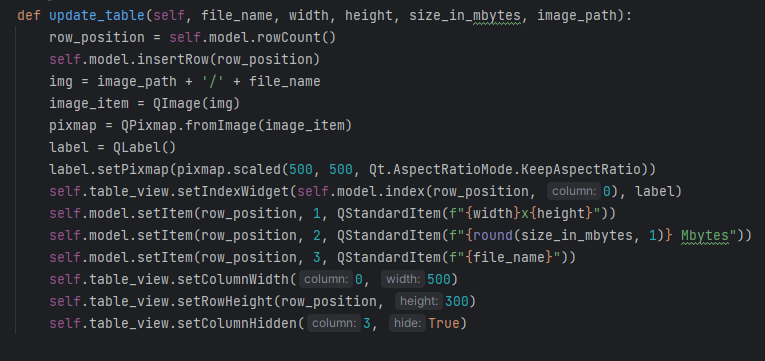 def update_table(self, file_name, width, height, size_in_mbytes, image_path):
    row_position = self.model.rowCount()
    self.model.insertRow(row_position)
    img = image_path + '/' + file_name
    image_item = QImage(img)
    pixmap = QPixmap.fromImage(image_item)
    label = QLabel()
    label.setPixmap(pixmap.scaled(500, 500, Qt.AspectRatioMode.KeepAspectRatio))
    self.table_view.setIndexWidget(self.model.index(row_position, column: 0), label)
    self.model.setItem(row_position, 1, QStandardItem(f"{width}x{height}"))
    self.model.setItem(row_position, 2, QStandardItem(f"{round(size_in_mbytes, 1)} Mbytes"))
    self.model.setItem(row_position, 3, QStandardItem(f"{file_name}"))
    self.table_view.setColumnWidth(column: 0, width: 500)
    self.table_view.setRowHeight(row_position, height: 300)
    self.table_view.setColumnHidden(column: 3, hide: True)